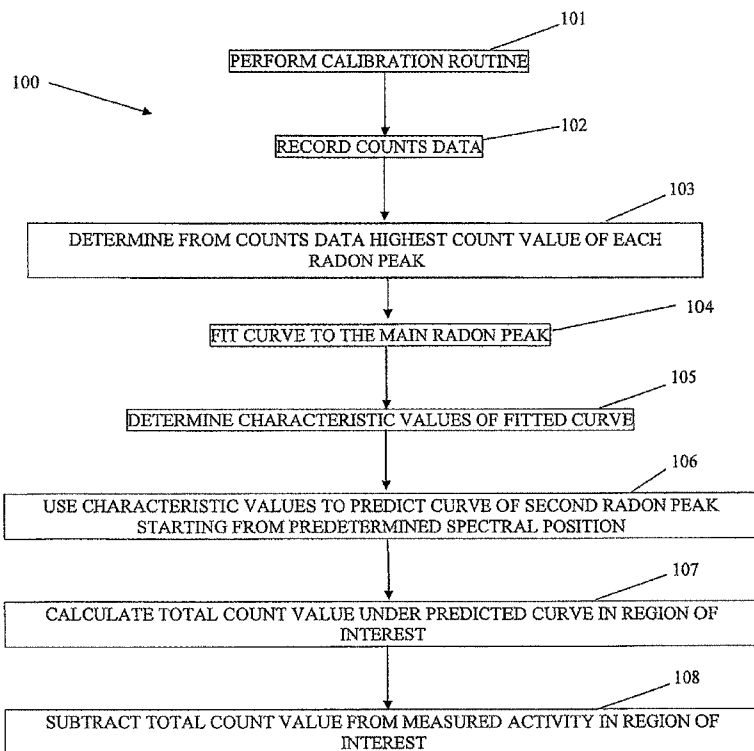 101
PERFORM CALIBRATION ROUTINE
100
102
RECORD COUNTS DATA
103
DETERMINE FROM COUNTS DATA HIGHEST COUNT VALUE OF EACH
RADON PEAK
104
FIT CURVE TO THE MAIN RADON PEAK
105
DETERMINE CHARACTERISTIC VALUES OF FITTED CURVE
106
USE CHARACTERISTIC VALUES TO PREDICT CURVE OF SECOND RADON PEAK
STARTING FROM PREDETERMINED SPECTRAL POSITION
107
CALCULATE TOTAL COUNT VALUE UNDER PREDICTED CURVE IN REGION OF
INTEREST
108
SUBTRACT TOTAL COUNT VALUE FROM MEASURED ACTIVITY IN REGION OF
INTEREST